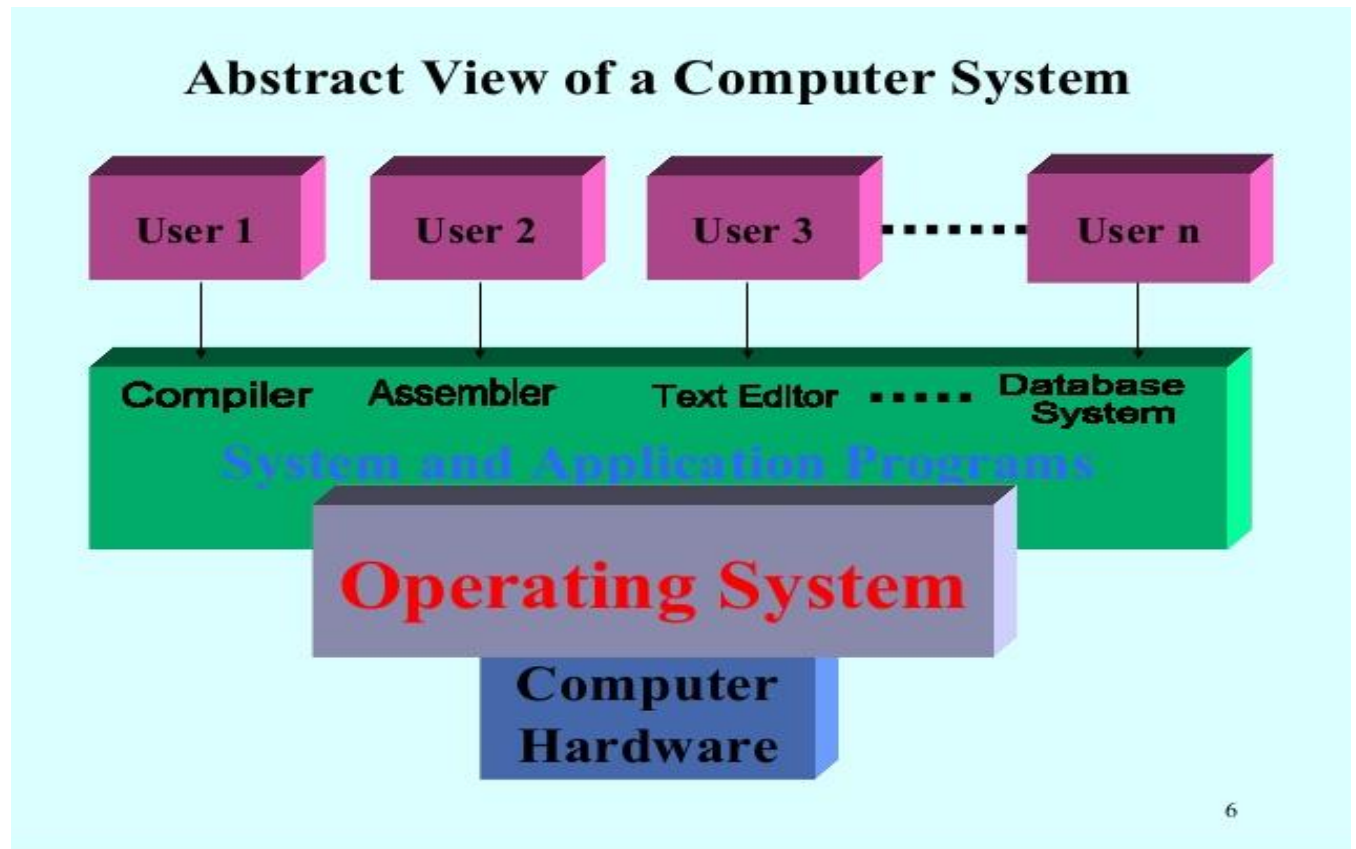 Abstract View of a Computer System
User 1 User 2 User 3 User n
Compiler Assembler Text Editor Database
System
System and Application Programs
Operating System
Computer
Hardware
6